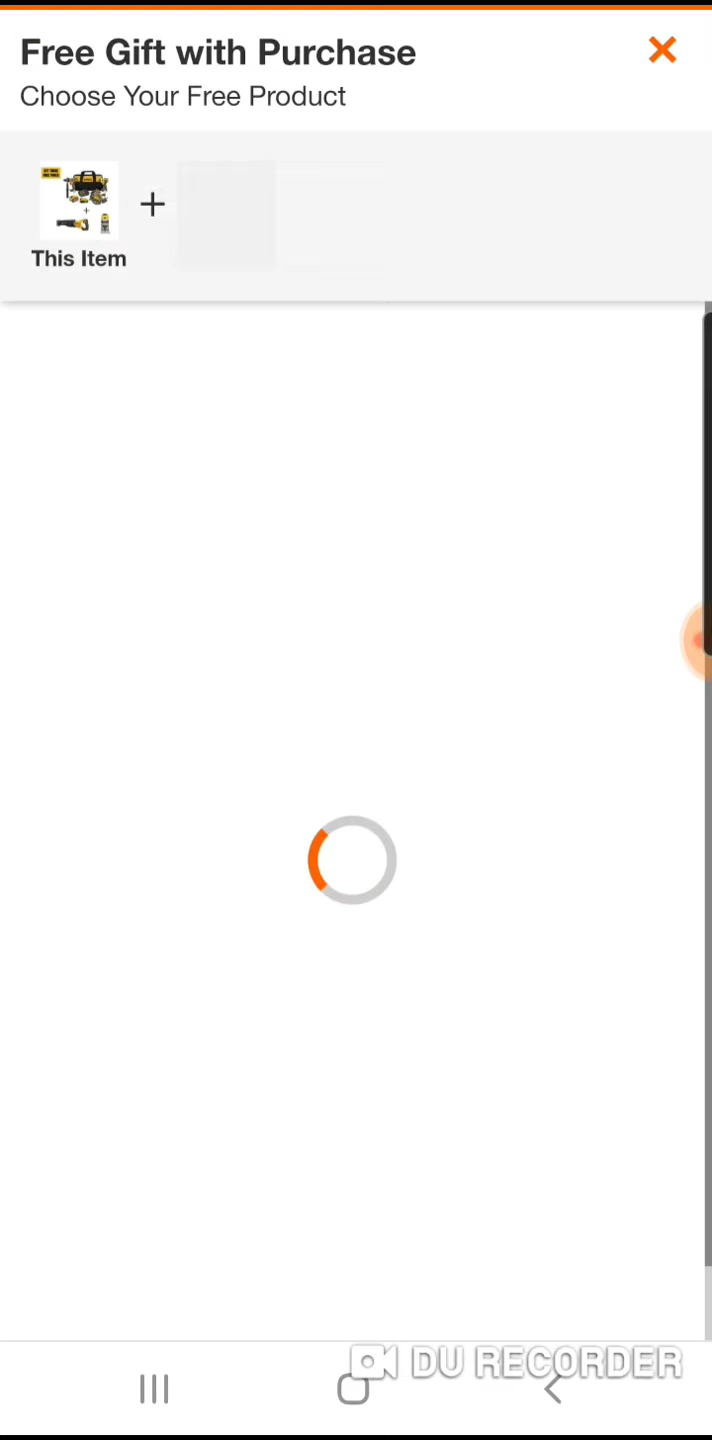 Free Gift with Purchase
Choose Your Free Product
+
This Item
DU RECORDER